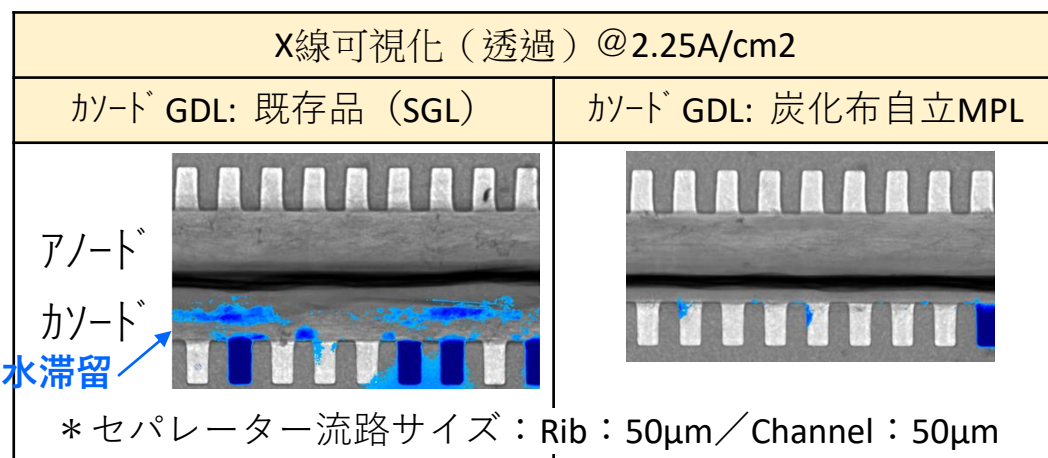 X線可視化（透過）@2.25A/cm2
ｶｿｰﾄﾞ GDL: 既存品（SGL）
ｶｿｰﾄﾞ GDL: 炭化布自立MPL
ｱﾉｰﾄﾞ
ｶｿｰﾄﾞ
水滞留
＊セパレーター流路サイズ：Rib：50μm／Channel：50μm